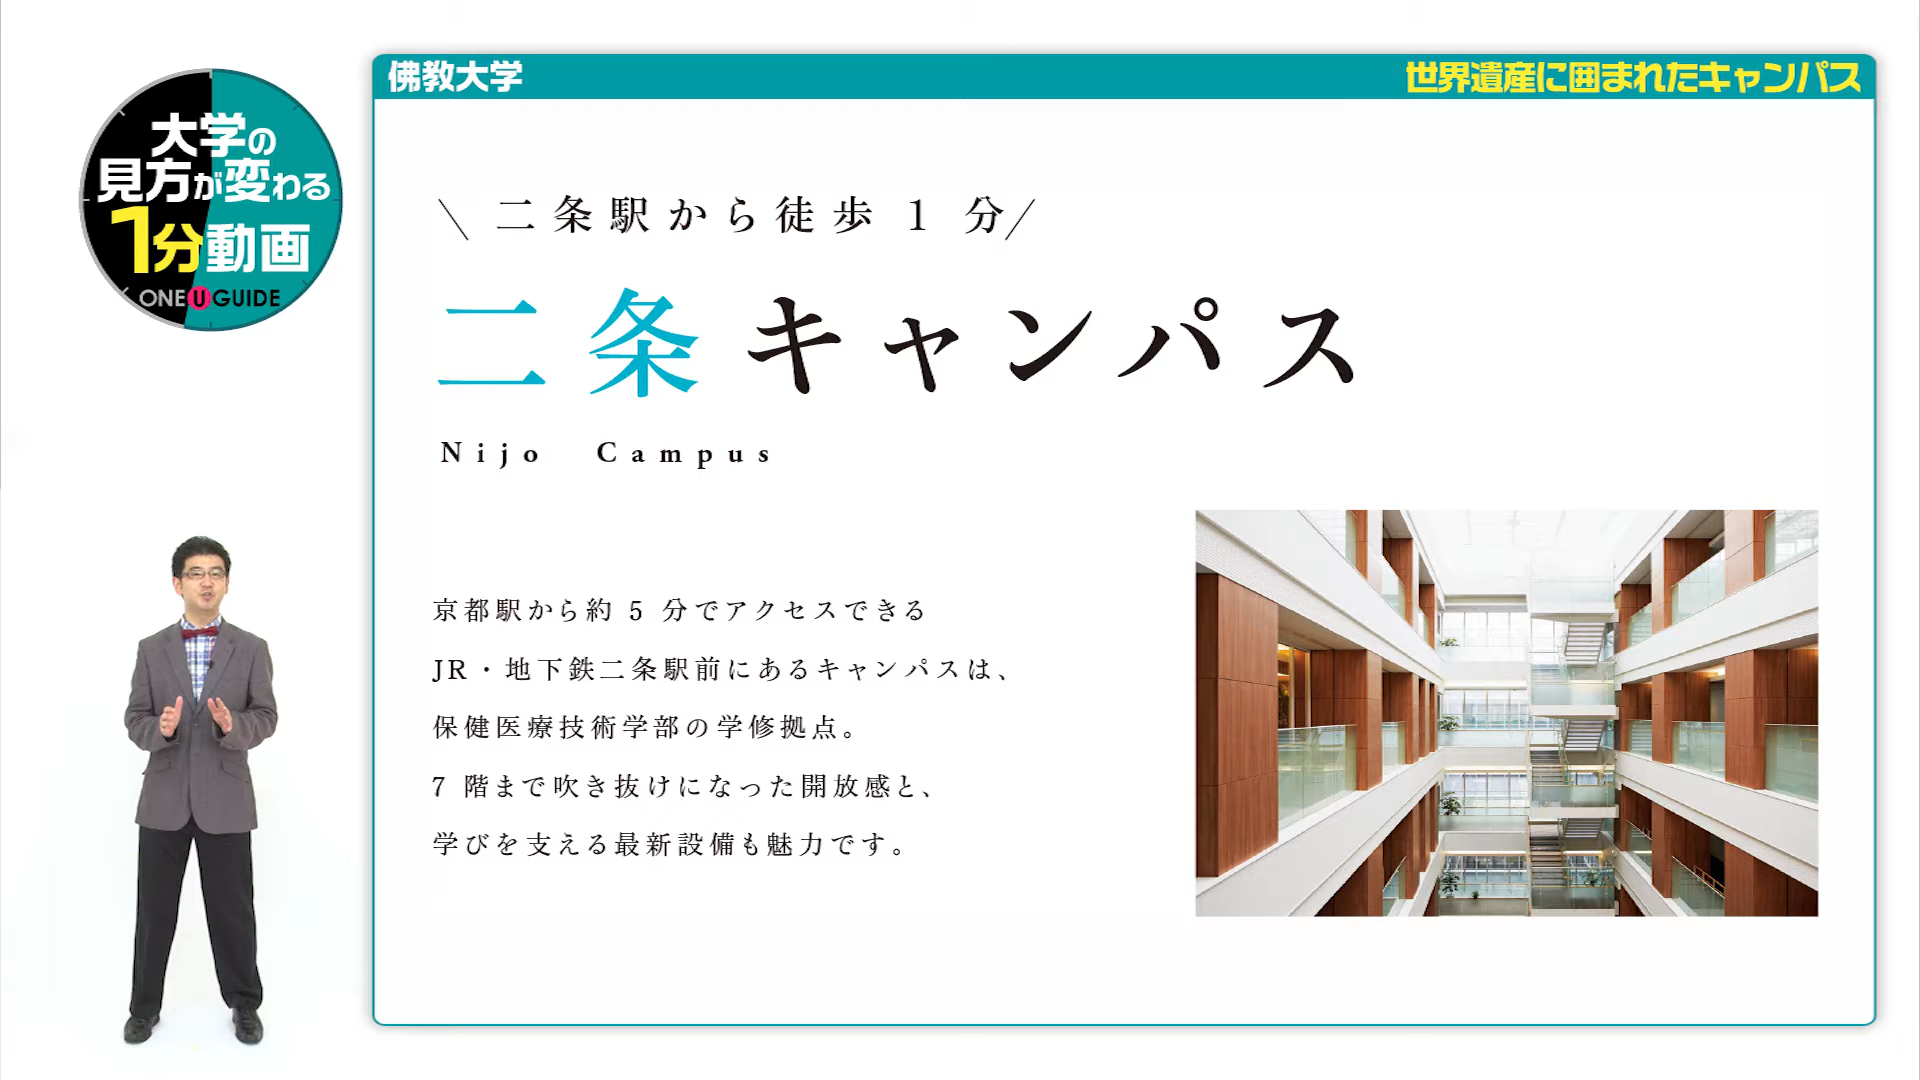 大学の
見方が変わる
1分動画
ONE U GUIDE
佛教大学
世界遺産に囲まれたキャンパス
\ 二条駅から徒歩 1 分/
二条キャンパス
Nijo Campus
京都駅から約 5 分でアクセスできる
JR・地下鉄二条駅前にあるキャンパスは、
保健医療技術学部の学修拠点。
7 階まで吹き抜けになった開放感と、
学びを支える最新設備も魅力です。